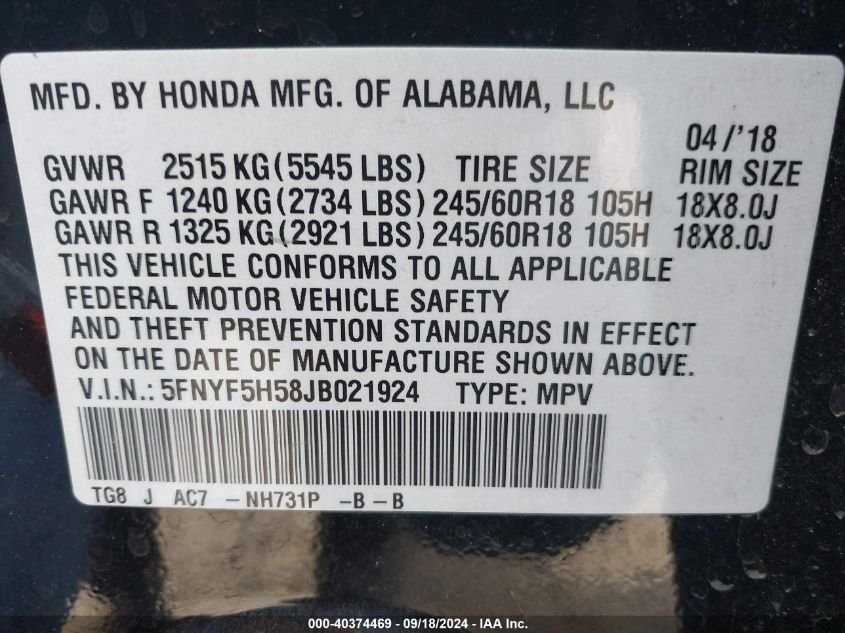 MFD. BY HONDA MFG. OF ALABAMA, LLC
04/'18
GVWR 2515 KG (5545 LBS) TIRE SIZE RIM SIZE
GAWR F 1240 KG (2734 LBS) 245/60R18 105H 18X8.0J
GAWR R 1325 KG (2921 LBS) 245/60R18 105H 18X8.0J
THIS VEHICLE CONFORMS TO ALL APPLICABLE
FEDERAL MOTOR VEHICLE SAFETY
AND THEFT PREVENTION STANDARDS IN EFFECT
ON THE DATE OF MANUFACTURE SHOWN ABOVE.
V.I.N.: 5FNYF5H58JB021924 TYPE: MPV
TG8 J AC7 -NH731P -B -B
000-40374469 - 09/18/2024 - IAA Inc.